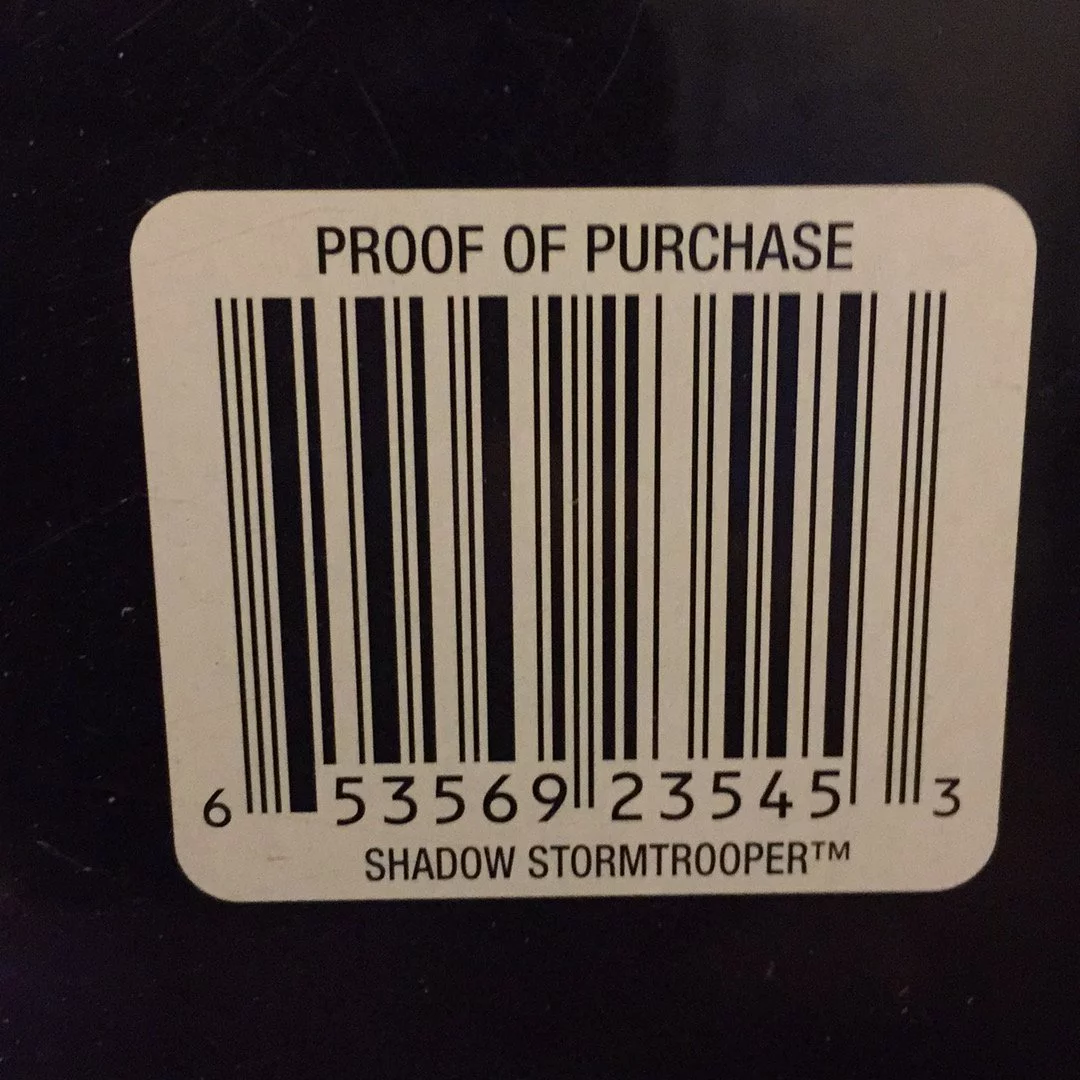 PROOF OF PURCHASE
6 53569 23545 3
SHADOW STORMTROOPER™